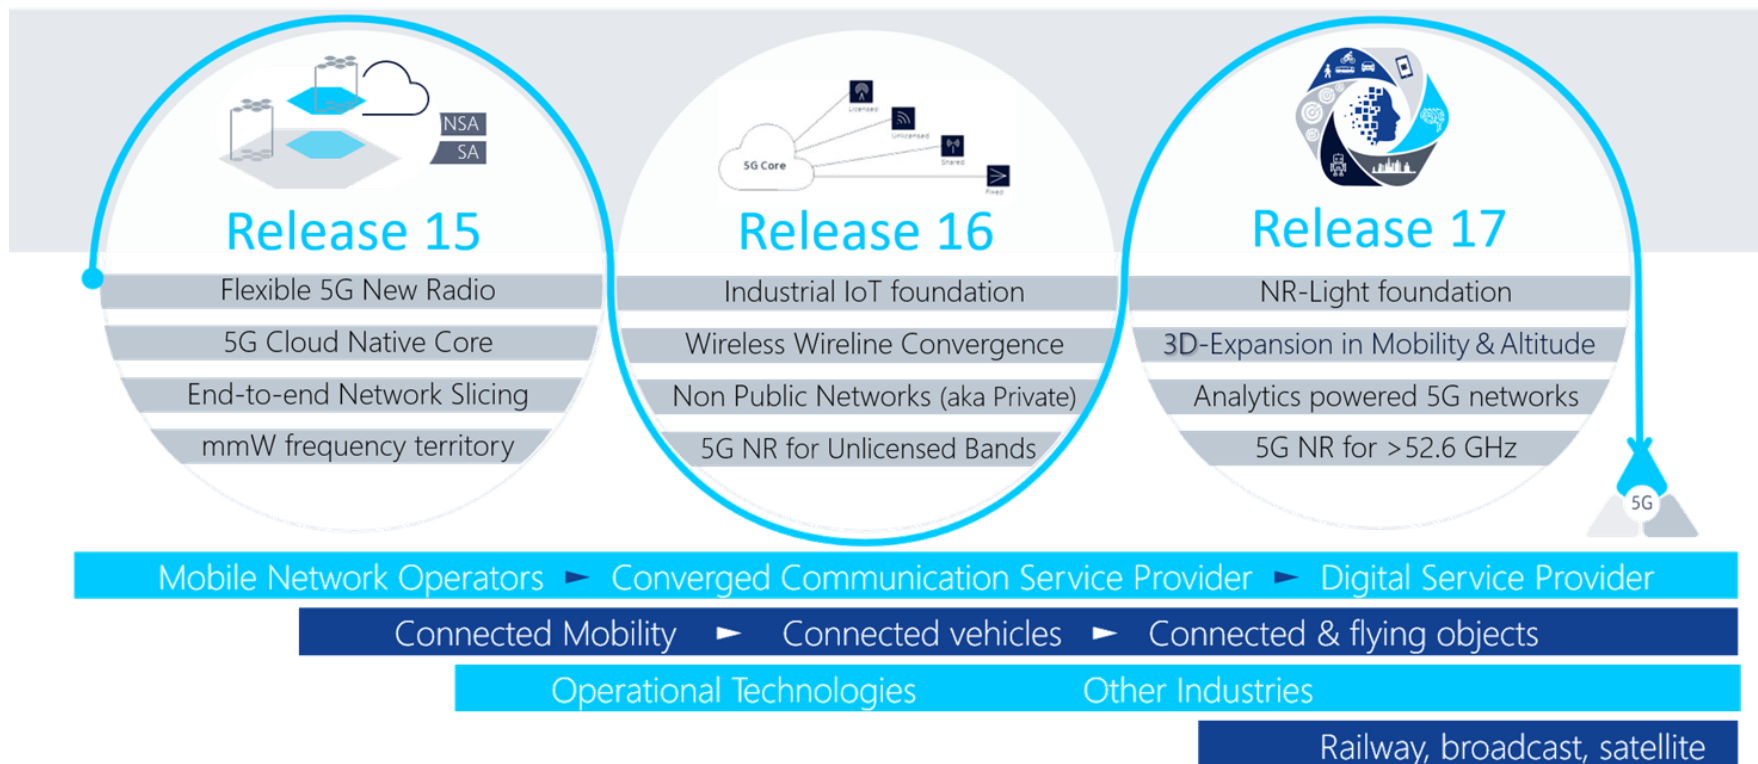 NSA
SA
Release 15
Flexible 5G New Radio
5G Cloud Native Core
End-to-end Network Slicing
mmW frequency territory
5G Core
Licensed
Unlicensed
Shared
Fixed
Release 16
Industrial IoT foundation
Wireless Wireline Convergence
Non Public Networks (aka Private)
5G NR for Unlicensed Bands
Release 17
NR-Light foundation
3D-Expansion in Mobility & Altitude
Analytics powered 5G networks
5G NR for >52.6 GHz
5G
Mobile Network Operators ► Converged Communication Service Provider ► Digital Service Provider
Connected Mobility ► Connected vehicles ► Connected & flying objects
Operational Technologies Other Industries
Railway, broadcast, satellite